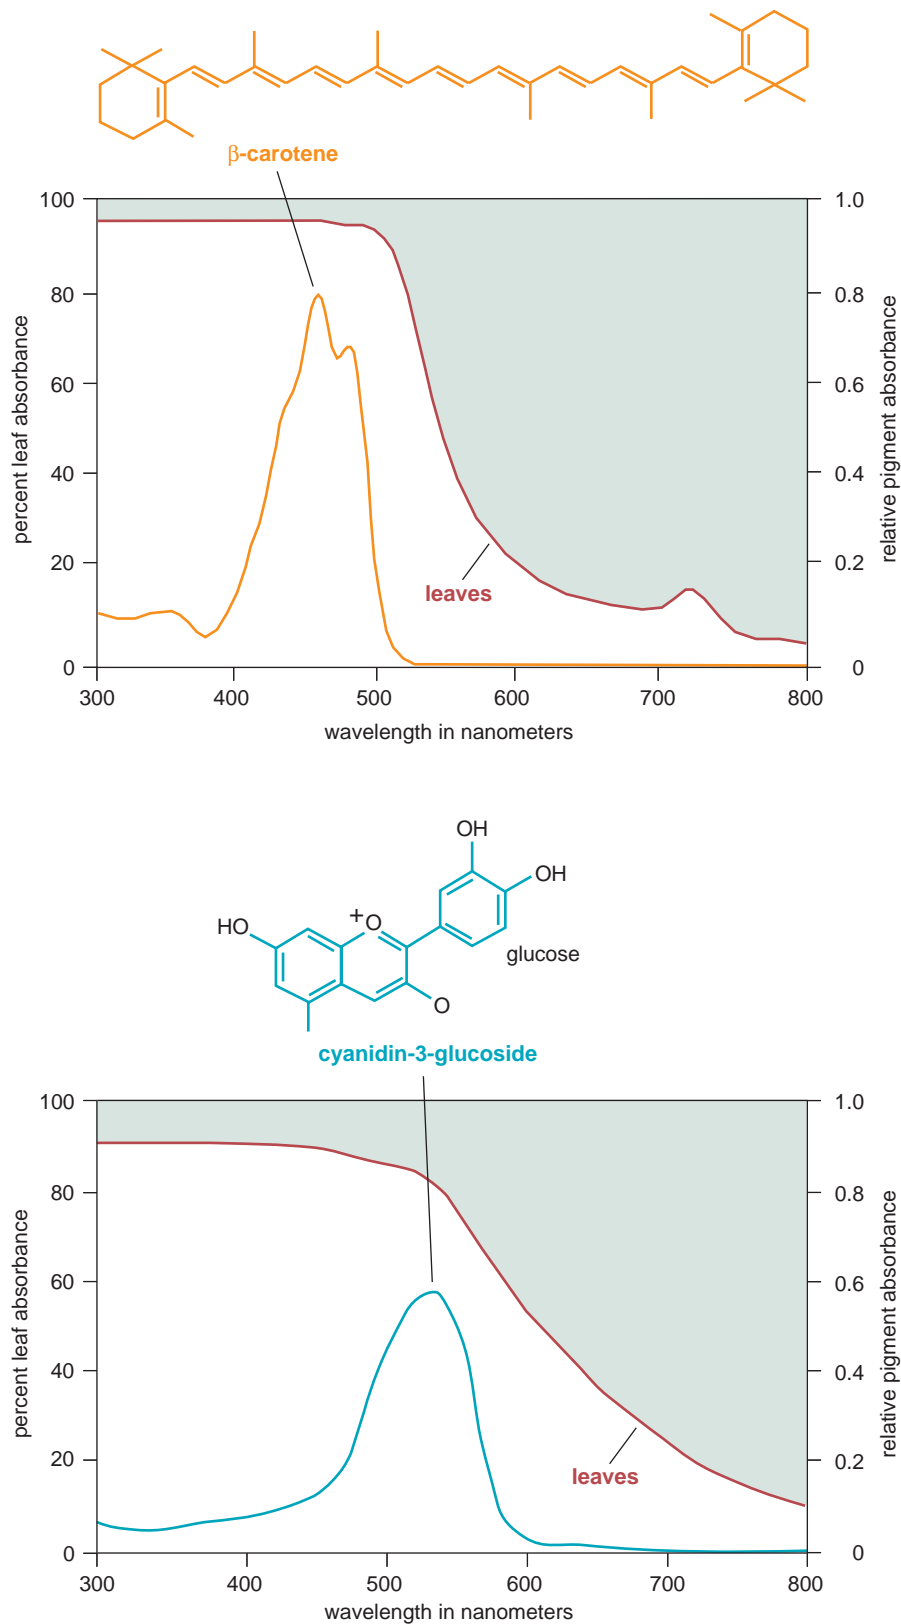 β-carotene
100
80
60
40
20
0
percent leaf absorbance
1.0
0.8
0.6
0.4
0.2
0
relative pigment absorbance
leaves
300 400 500 600 700 800
wavelength in nanometers
OH
OH
HO
+
O
glucose
O
cyanidin-3-glucoside
100
80
60
40
20
0
percent leaf absorbance
1.0
0.8
0.6
0.4
0.2
0
relative pigment absorbance
leaves
300 400 500 600 700 800
wavelength in nanometers